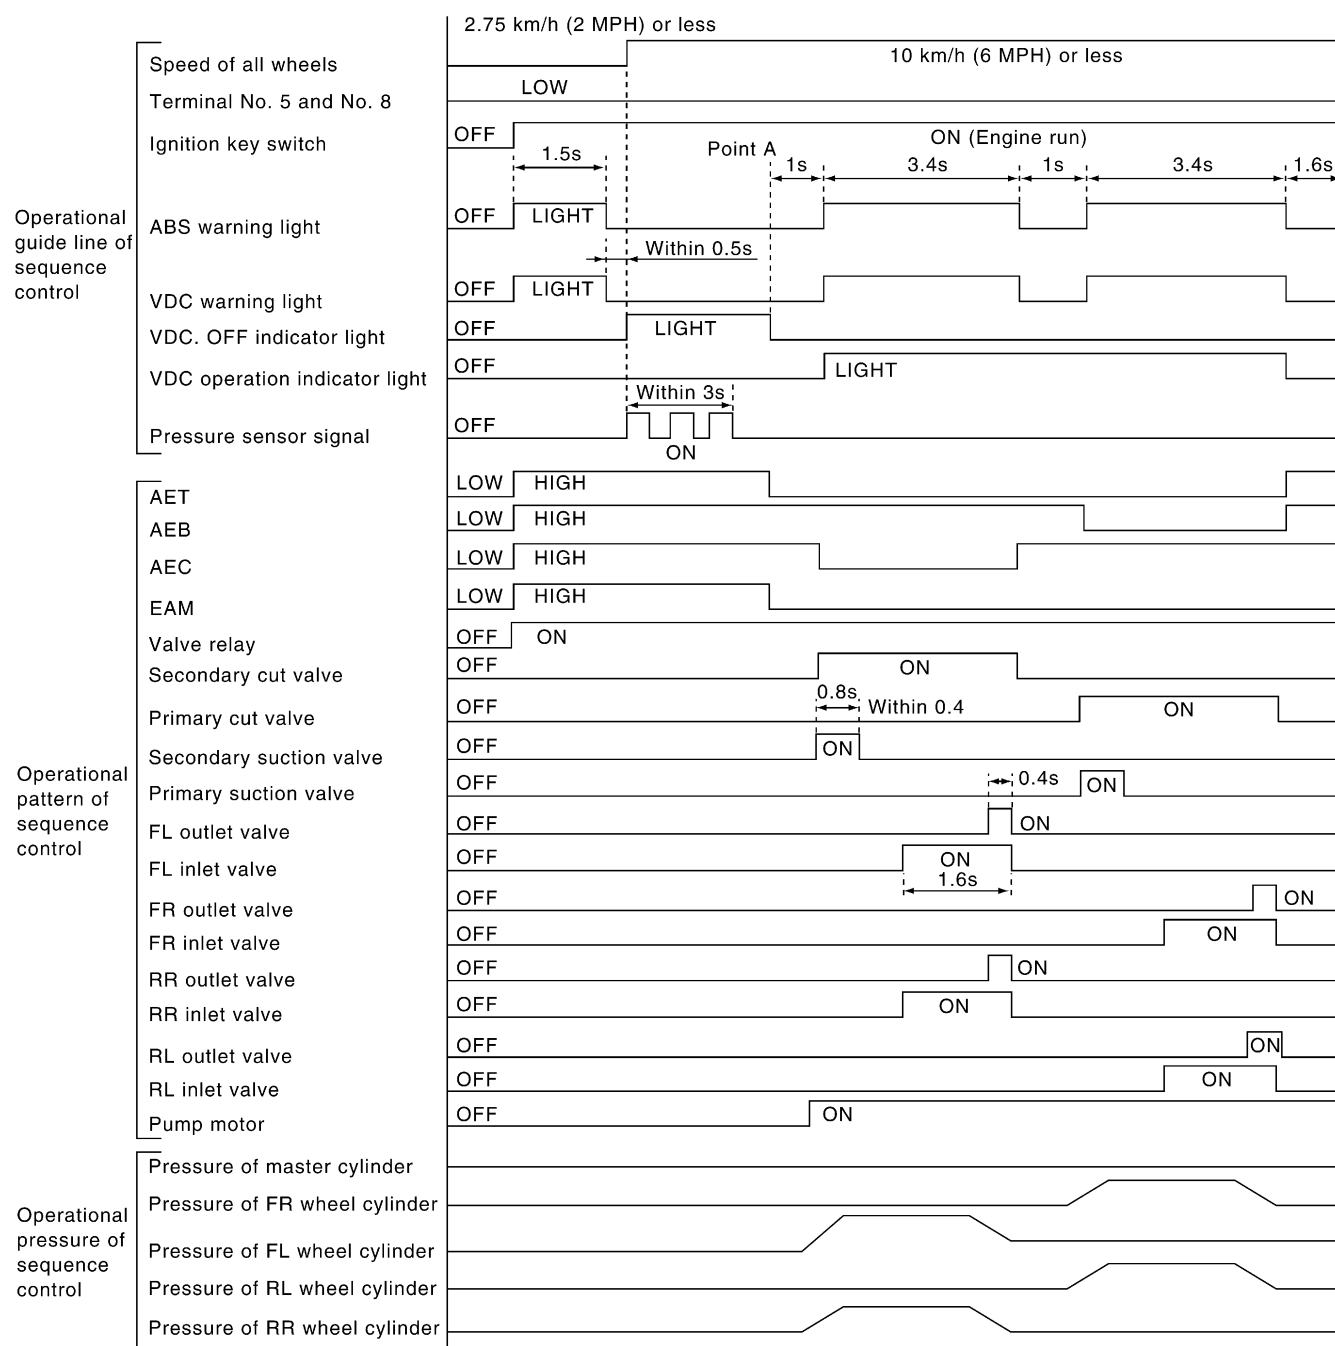 2.75 km/h (2 MPH) or less
Speed of all wheels
10 km/h (6 MPH) or less
Terminal No. 5 and No. 8
LOW
Ignition key switch
OFF
ON (Engine run)
1.5s
Point A
1s
3.4s
1s
3.4s
1.6s
Operational
guide line of
sequence
control
ABS warning light
OFF
LIGHT
Within 0.5s
VDC warning light
OFF
LIGHT
VDC. OFF indicator light
OFF
LIGHT
VDC operation indicator light
OFF
LIGHT
Within 3s
Pressure sensor signal
OFF
ON
AET
LOW
HIGH
AEB
LOW
HIGH
AEC
LOW
HIGH
EAM
LOW
HIGH
Valve relay
OFF
ON
Secondary cut valve
OFF
ON
0.8s
Within 0.4
Primary cut valve
OFF
ON
Secondary suction valve
OFF
ON
Operational
pattern of
sequence
control
Primary suction valve
OFF
0.4s
ON
FL outlet valve
OFF
ON
FL inlet valve
OFF
ON
1.6s
FR outlet valve
OFF
ON
FR inlet valve
OFF
ON
RR outlet valve
OFF
ON
RR inlet valve
OFF
ON
RL outlet valve
OFF
ON
RL inlet valve
OFF
ON
Pump motor
OFF
ON
Operational
pressure of
sequence
control
Pressure of master cylinder
Pressure of FR wheel cylinder
Pressure of FL wheel cylinder
Pressure of RL wheel cylinder
Pressure of RR wheel cylinder